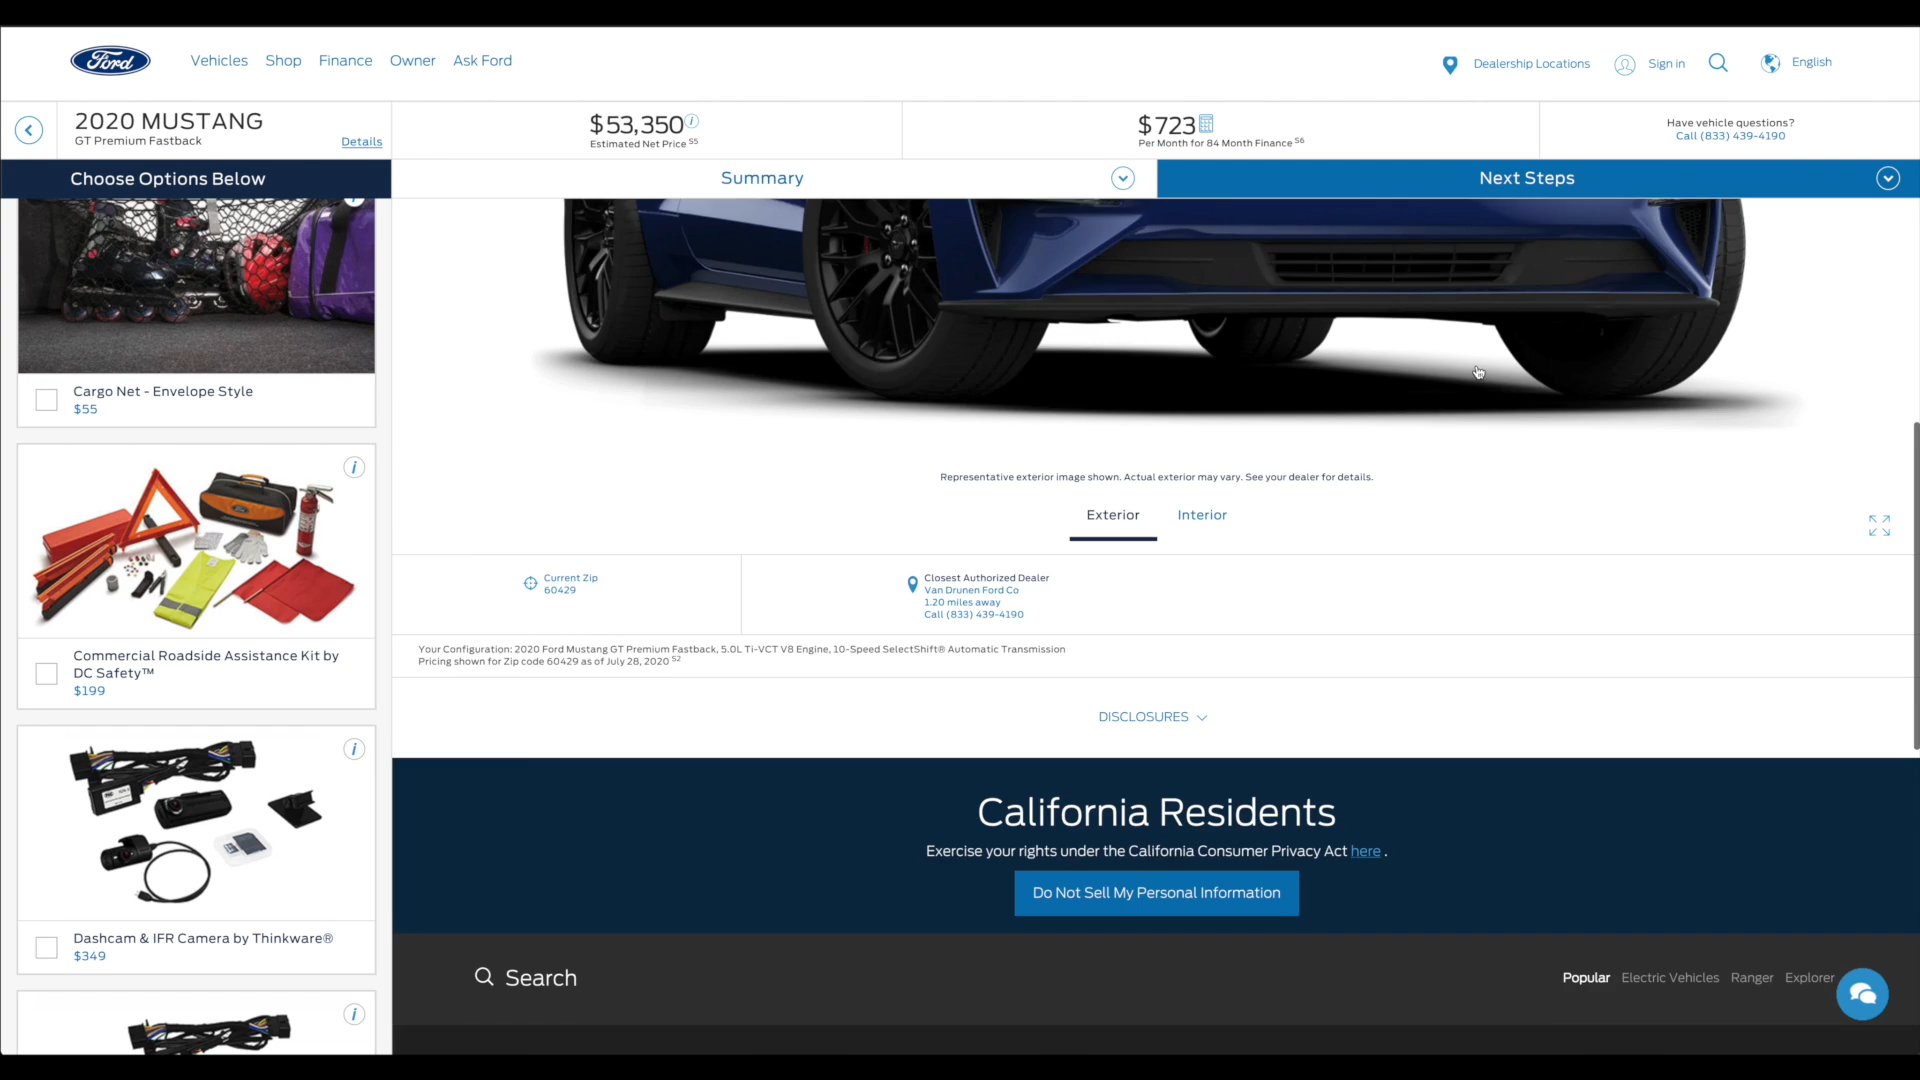 Ford
Vehicles
Shop
Finance
Owner
Ask Ford
Dealership Locations
Sign in
English
2020 MUSTANG
GT Premium Fastback
Details
$53,350
Estimated Net Price S5
$723
Per Month for 84 Month Finance S6
Have vehicle questions?
Call (833) 439-4190
Choose Options Below
Summary
Next Steps
Cargo Net - Envelope Style
$55
Commercial Roadside Assistance Kit by
DC Safety™
$199
Dashcam & IFR Camera by Thinkware®
$349
Representative exterior image shown. Actual exterior may vary. See your dealer for details.
Exterior
Interior
Current Zip
60429
Closest Authorized Dealer
Van Drunen Ford Co
1.20 miles away
Call (833) 439-4190
Your Configuration: 2020 Ford Mustang GT Premium Fastback, 5.0L Ti-VCT V8 Engine, 10-Speed SelectShift® Automatic Transmission
Pricing shown for Zip code 60429 as of July 28, 2020 S2
DISCLOSURES
California Residents
Exercise your rights under the California Consumer Privacy Act here .
Do Not Sell My Personal Information
Search
Popular
Electric Vehicles
Ranger
Explorer